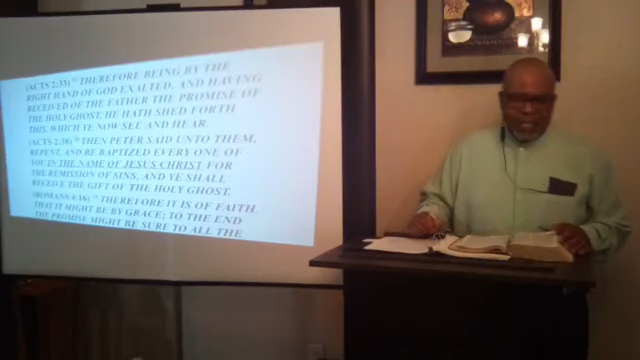 (ACTS 2:33) 33 THEREFORE BEING BY THE
RIGHT HAND OF GOD EXALTED, AND HAVING
RECEIVED OF THE FATHER THE PROMISE OF
THE HOLY GHOST, HE HATH SHED FORTH
THIS, WHICH YE NOW SEE AND HEAR.
(ACTS 2:38) 38 THEN PETER SAID UNTO THEM,
REPENT, AND BE BAPTIZED EVERY ONE OF
YOU IN THE NAME OF JESUS CHRIST FOR
THE REMISSION OF SINS, AND YE SHALL
RECEIVE THE GIFT OF THE HOLY GHOST.
(ROMANS 4:16) 16 THEREFORE IT IS OF FAITH,
THAT IT MIGHT BE BY GRACE; TO THE END
THE PROMISE MIGHT BE SURE TO ALL THE